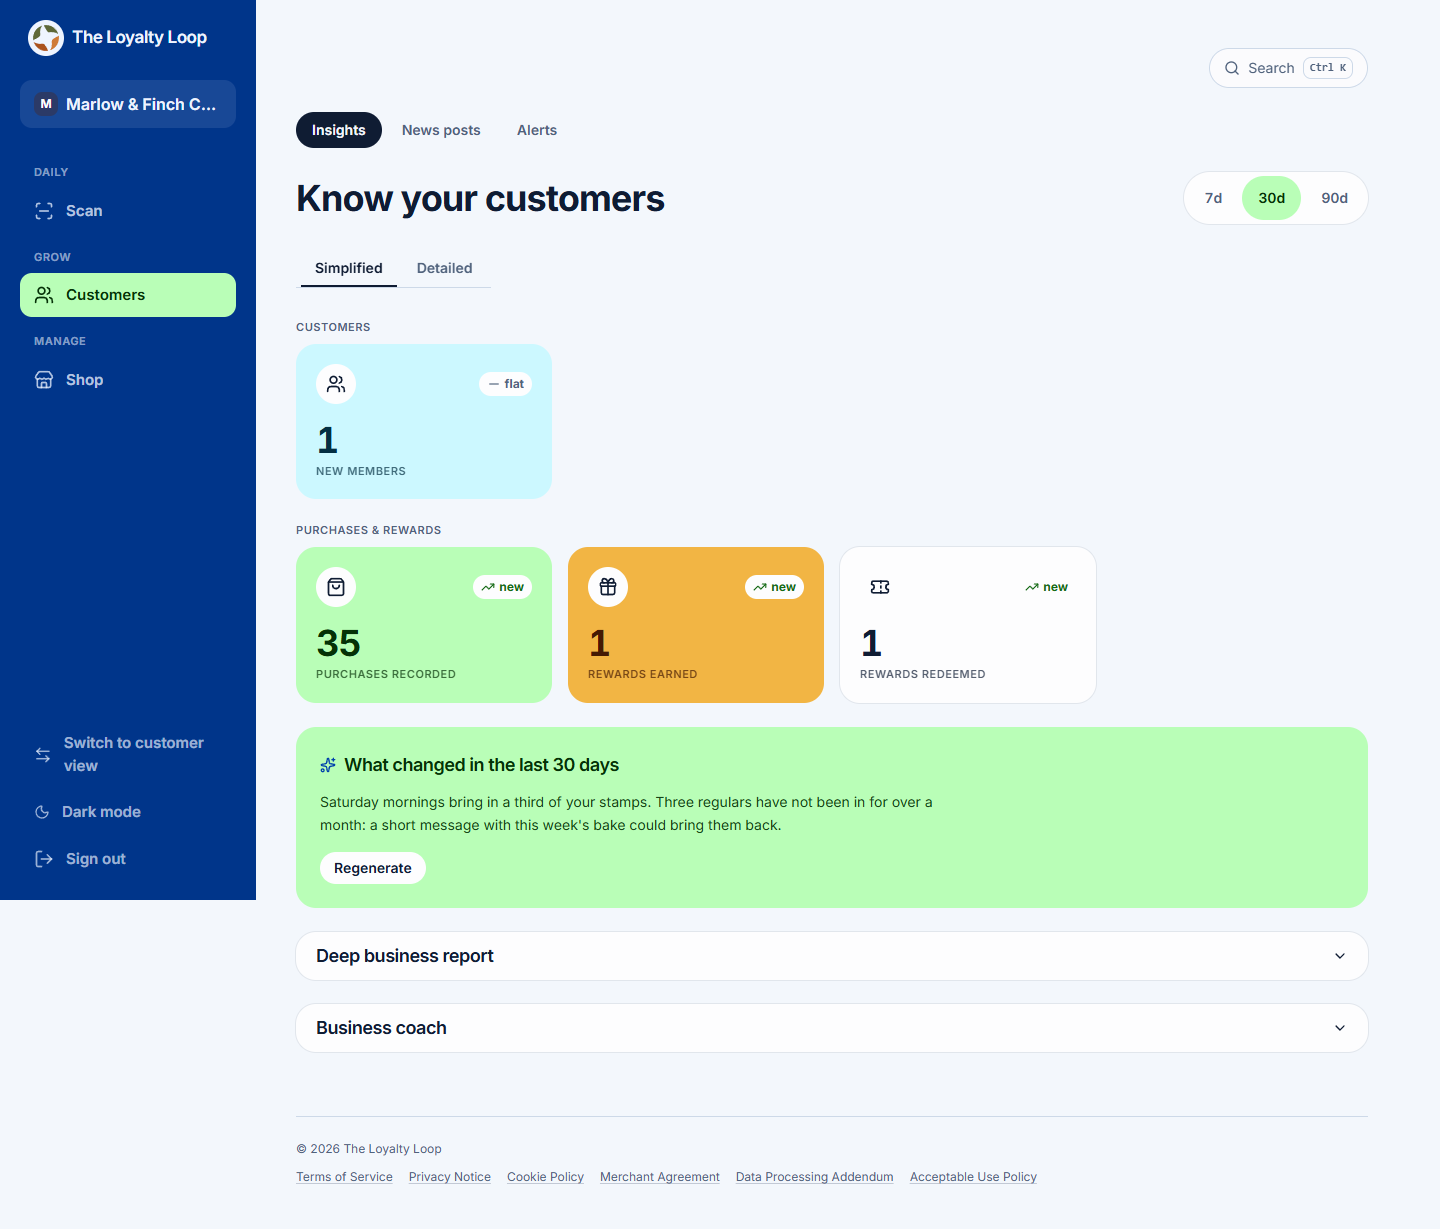 The Loyalty Loop
M Marlow & Finch C...
DAILY
Scan
GROW
Customers
MANAGE
Shop
Switch to customer
view
Dark mode
Sign out
Search Ctrl K
Insights News posts Alerts
Know your customers
7d 30d 90d
Simplified Detailed
CUSTOMERS
flat
1
NEW MEMBERS
PURCHASES & REWARDS
new
35
PURCHASES RECORDED
new
1
REWARDS EARNED
new
1
REWARDS REDEEMED
What changed in the last 30 days
Saturday mornings bring in a third of your stamps. Three regulars have not been in for over a
month: a short message with this week's bake could bring them back.
Regenerate
Deep business report
Business coach
© 2026 The Loyalty Loop
Terms of Service Privacy Notice Cookie Policy Merchant Agreement Data Processing Addendum Acceptable Use Policy